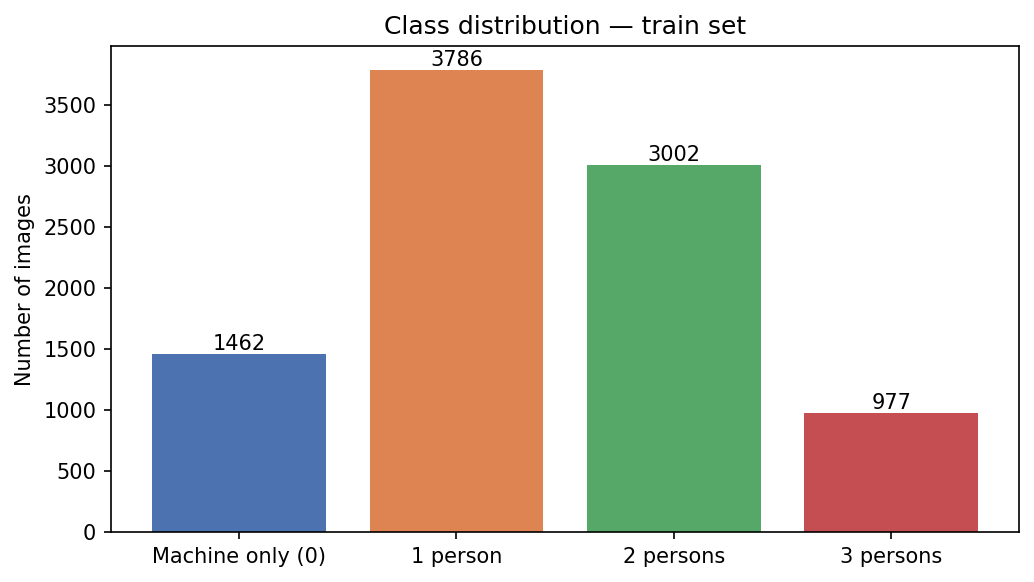 Class distribution — train set
Number of images
3500
3000
2500
2000
1500
1000
500
0
1462
3786
3002
977
Machine only (0)
1 person
2 persons
3 persons